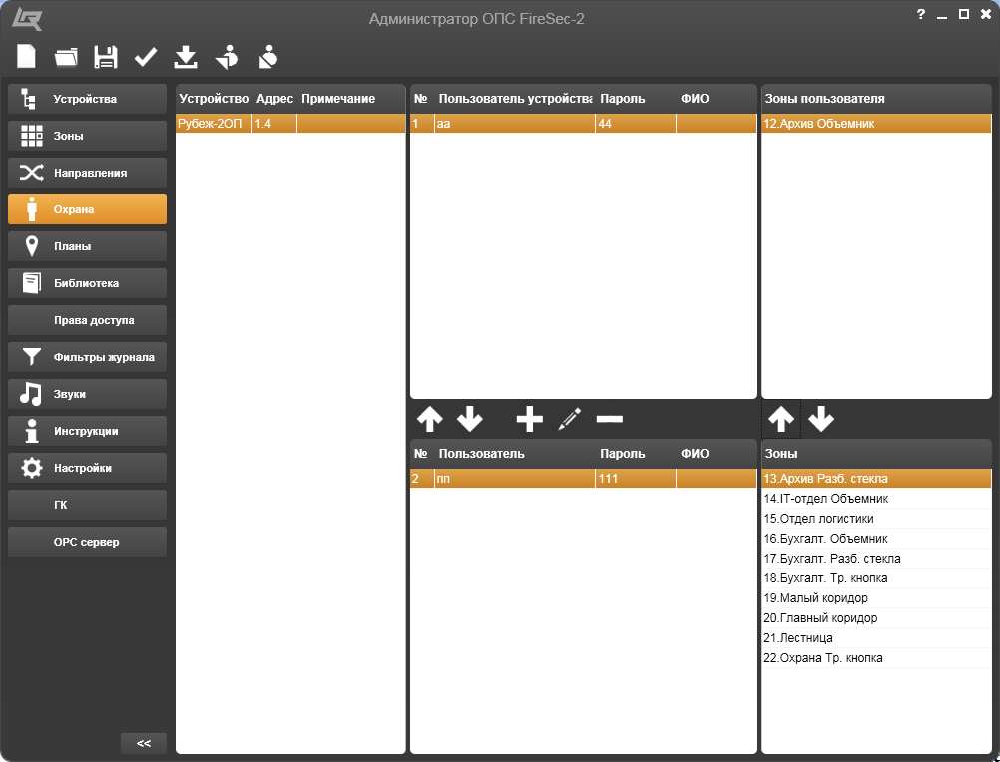 Администратор ОПС FireSec-2
?
Устройства
Зоны
Направления
Охрана
Планы
Библиотека
Права доступа
Фильтры журнала
Звуки
Инструкции
Настройки
ГК
OPC сервер
<<
Устройство Адрес Примечание
Рубеж-2ОП 1.4
№ Пользователь устройства Пароль ФИО
1 аа 44
Зоны пользователя
12.Архив Объемник
№ Пользователь Пароль ФИО
2 пп 111
Зоны
13.Архив Разб. стекла
14.IT-отдел Объемник
15.Отдел логистики
16.Бухгалт. Объемник
17.Бухгалт. Разб. стекла
18.Бухгалт. Тр. кнопка
19.Малый коридор
20.Главный коридор
21.Лестница
22.Охрана Тр. кнопка